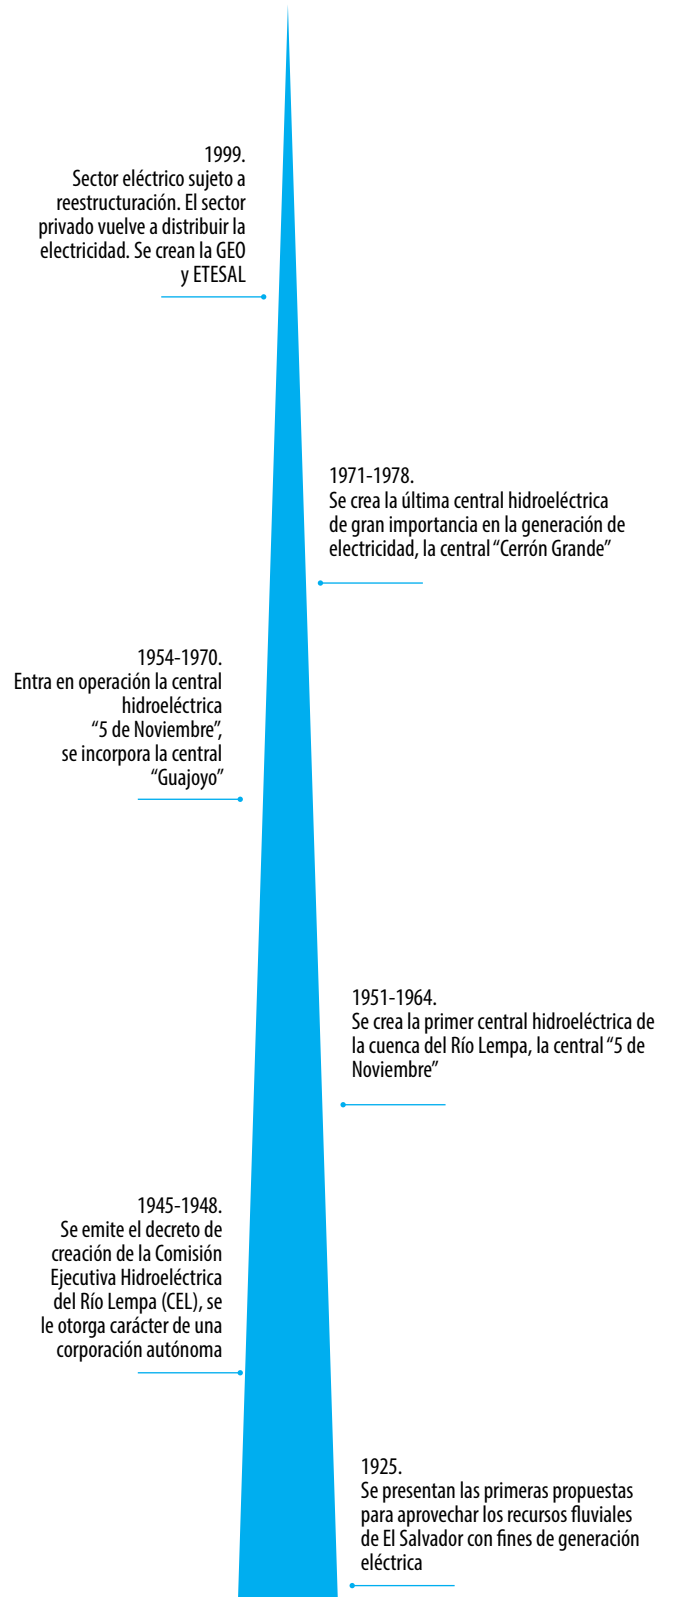 1999.
Sector eléctrico sujeto a
reestructuración. El sector
privado vuelve a distribuir la
electricidad. Se crean la GEO
y ETESAL
1971-1978.
Se crea la última central hidroeléctrica
de gran importancia en la generación de
electricidad, la central “Cerrón Grande”
1954-1970.
Entra en operación la central
hidroeléctrica
“5 de Noviembre”,
se incorpora la central
“Guajoyo”
1951-1964.
Se crea la primer central hidroeléctrica de
la cuenca del Río Lempa, la central “5 de
Noviembre”
1945-1948.
Se emite el decreto de
creación de la Comisión
Ejecutiva Hidroeléctrica
del Río Lempa (CEL), se
le otorga carácter de una
corporación autónoma
1925.
Se presentan las primeras propuestas
para aprovechar los recursos fluviales
de El Salvador con fines de generación
eléctrica